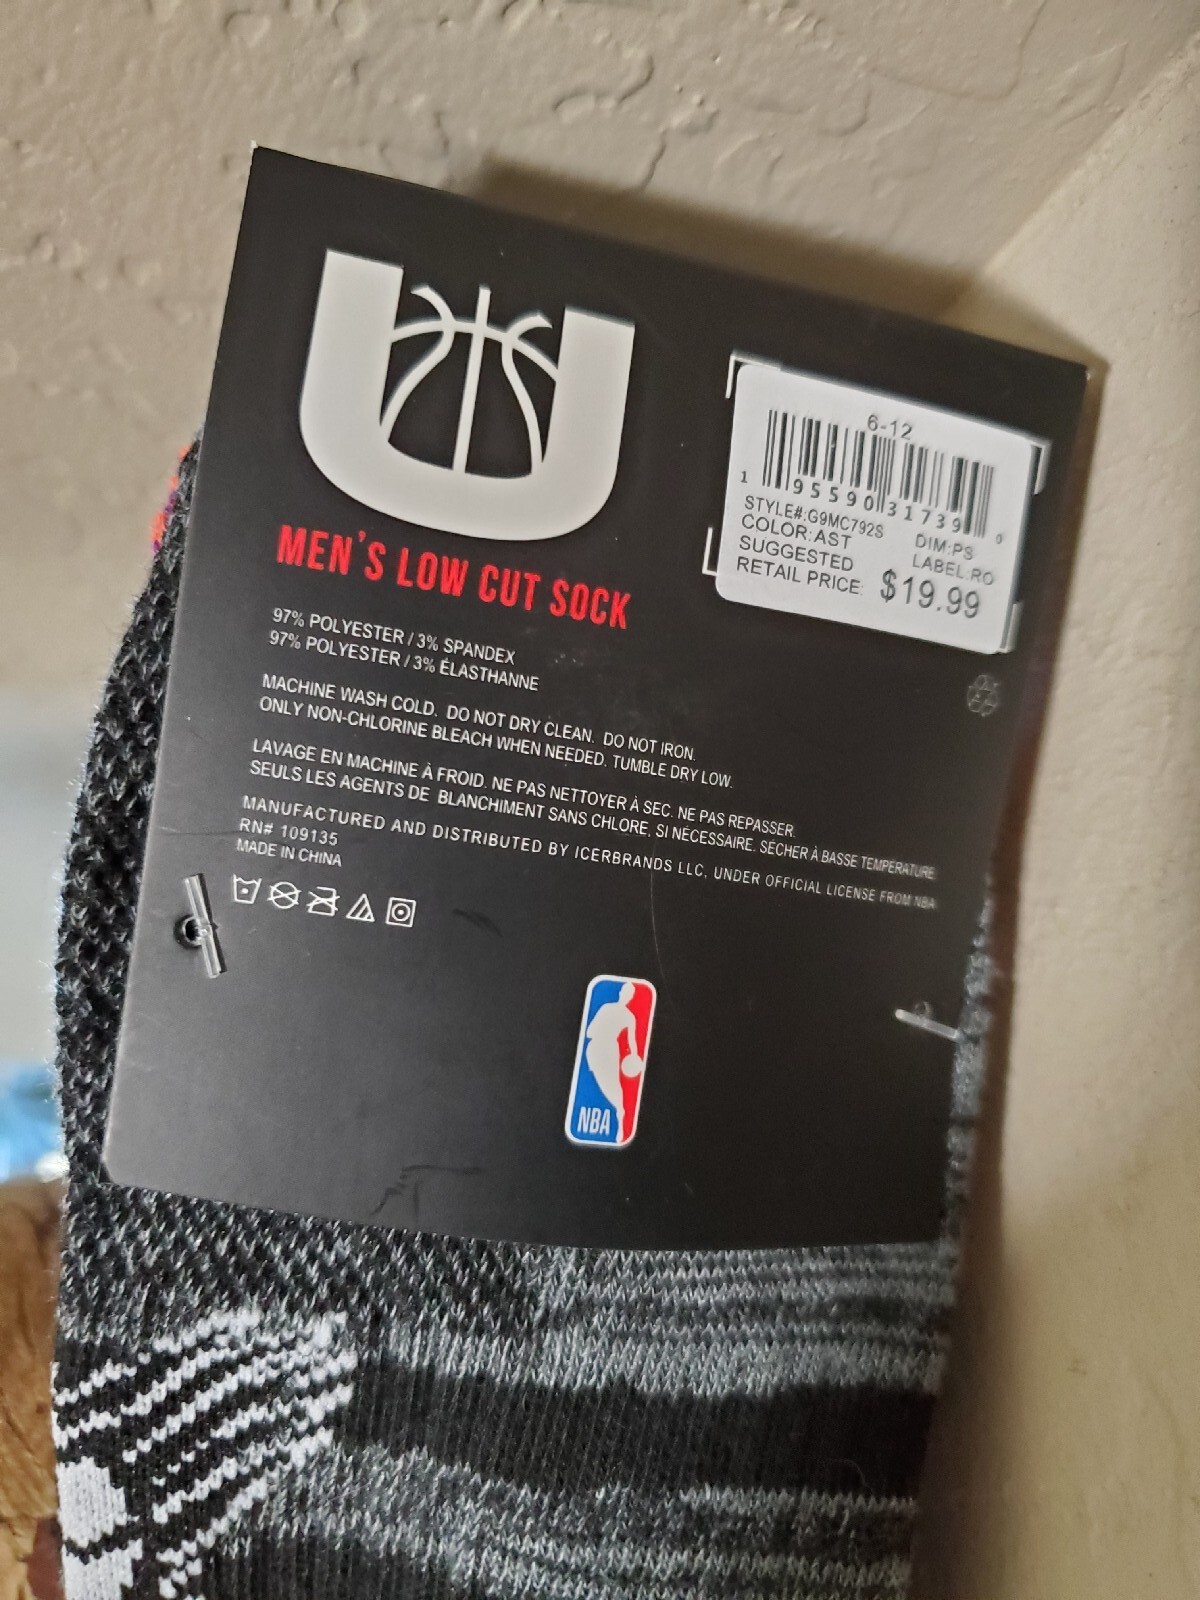 6-12
1 95590 31739 0
STYLE#:G9MC792S
COLOR:AST DIM:PS
SUGGESTED LABEL:RO
RETAIL PRICE: $19.99
MEN'S LOW CUT SOCK
97% POLYESTER / 3% SPANDEX
97% POLYESTER / 3% ÉLASTHANNE
MACHINE WASH COLD. DO NOT DRY CLEAN. DO NOT IRON.
ONLY NON-CHLORINE BLEACH WHEN NEEDED. TUMBLE DRY LOW.
LAVAGE EN MACHINE À FROID. NE PAS NETTOYER À SEC. NE PAS REPASSER.
SEULS LES AGENTS DE BLANCHIMENT SANS CHLORE, SI NÉCESSAIRE. SÉCHER À BASSE TEMPÉRATURE.
MANUFACTURED AND DISTRIBUTED BY ICERBRANDS LLC, UNDER OFFICIAL LICENSE FROM NBA.
RN# 109135
MADE IN CHINA
NBA